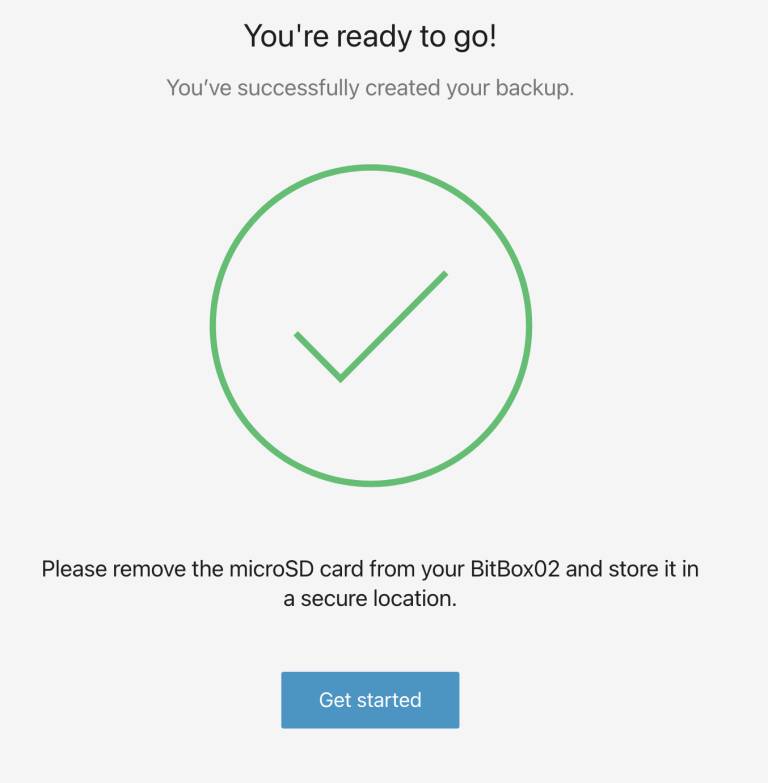 You're ready to go!
You’ve successfully created your backup.
Please remove the microSD card from your BitBox02 and store it in
a secure location.
Get started